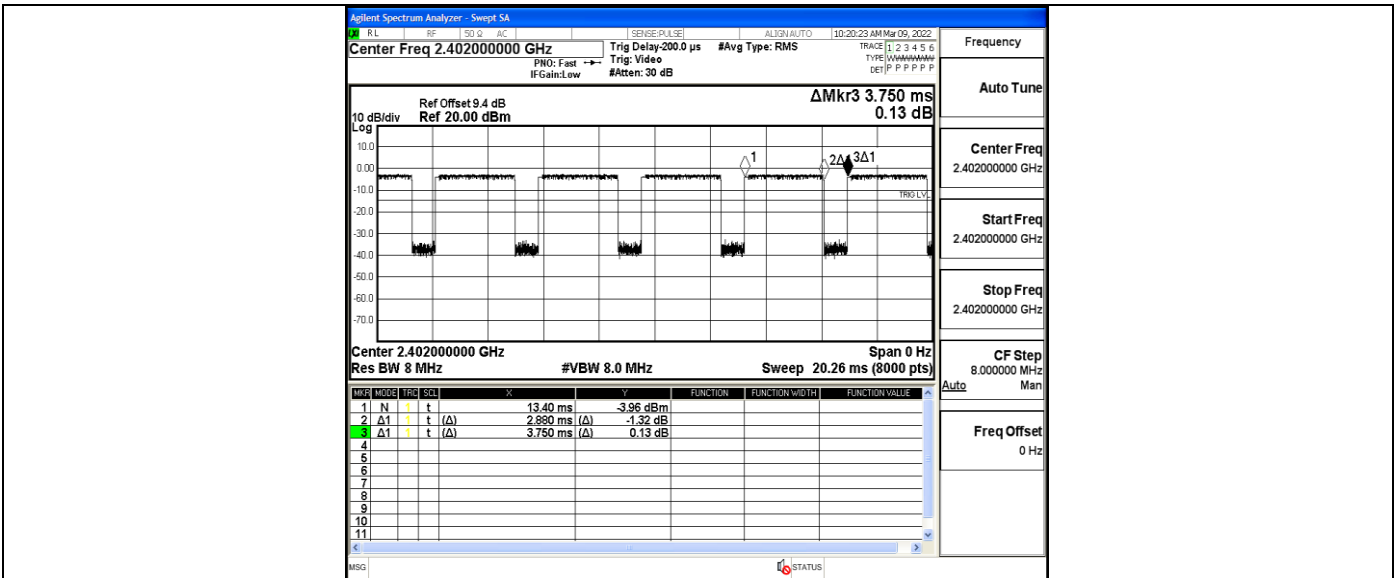 Agilent Spectrum Analyzer - Swept SA
RL RF 50 Ω AC SENSE:PULSE ALIGN AUTO 10:20:23 AM Mar 09, 2022
Center Freq 2.402000000 GHz
PNO: Fast
IFGain:Low
Trig Delay-200.0 µs
Trig: Video
#Atten: 30 dB
#Avg Type: RMS
TRACE 1 2 3 4 5 6
TYPE WWWWWW
DET P P P P P P
Frequency
Auto Tune
Center Freq
2.402000000 GHz
Start Freq
2.402000000 GHz
Stop Freq
2.402000000 GHz
CF Step
8.000000 MHz
Auto Man
Freq Offset
0 Hz
ΔMkr3 3.750 ms
0.13 dB
Ref Offset 9.4 dB
10 dB/div Ref 20.00 dBm
Log
10.0
0.00
-10.0
-20.0
-30.0
-40.0
-50.0
-60.0
-70.0
1
3Δ1
TRIG LVL
Center 2.402000000 GHz Span 0 Hz
Res BW 8 MHz #VBW 8.0 MHz Sweep 20.26 ms (8000 pts)
MKR MODE TRC SCL X Y FUNCTION FUNCTION WIDTH FUNCTION VALUE
1 N 1 t 13.40 ms -3.96 dBm
2 Δ1 1 t (Δ) 2.880 ms (Δ) -1.32 dB
3 Δ1 1 t (Δ) 3.750 ms (Δ) 0.13 dB
4
5
6
7
8
9
10
11
MSG STATUS